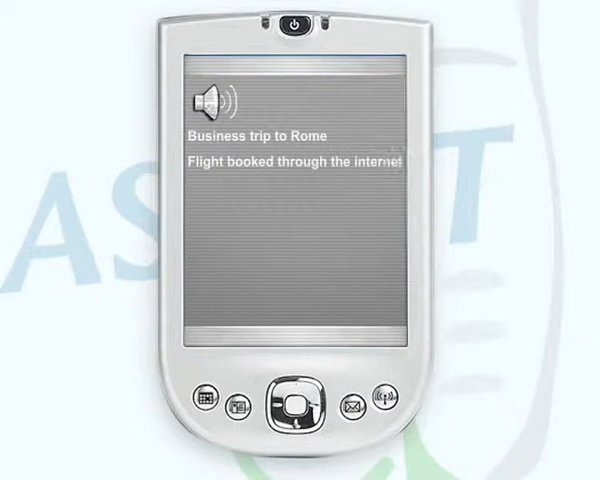 Business trip to Rome
Flight booked through the internet